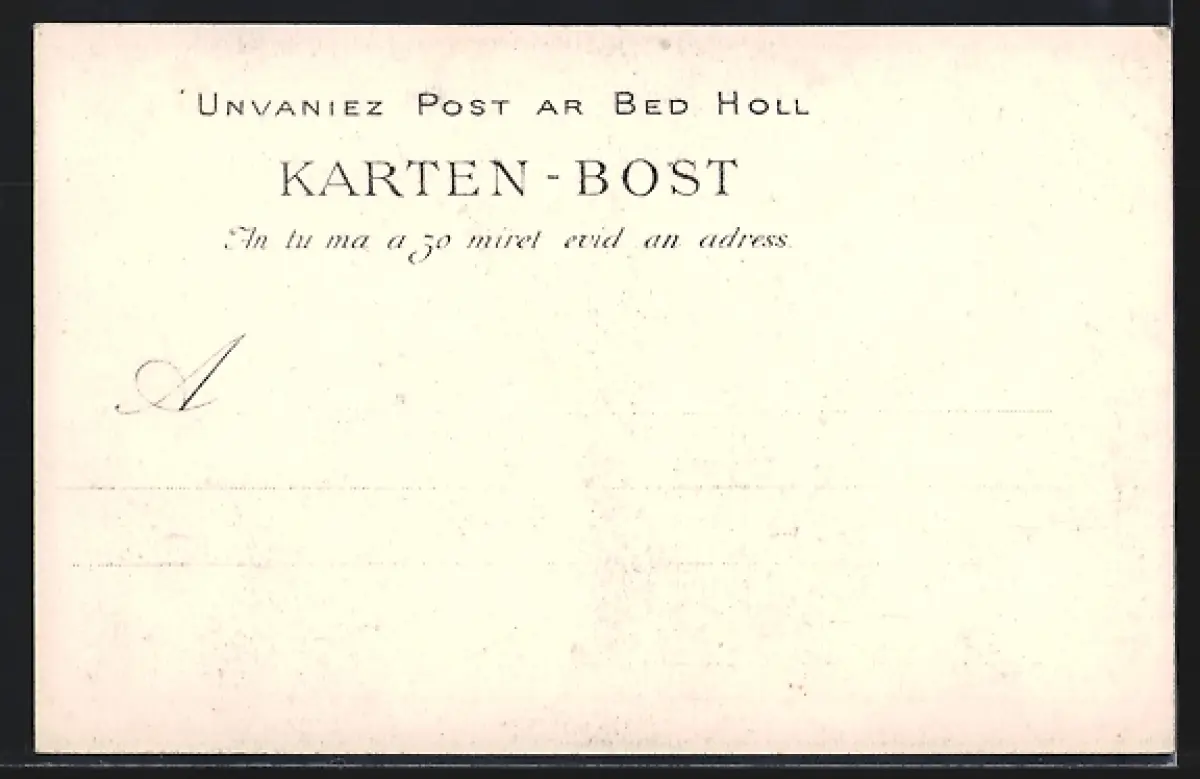 UNVANIEZ POST AR BED HOLL
KARTEN-BOST
An tu ma a zo miret evid an adress
A